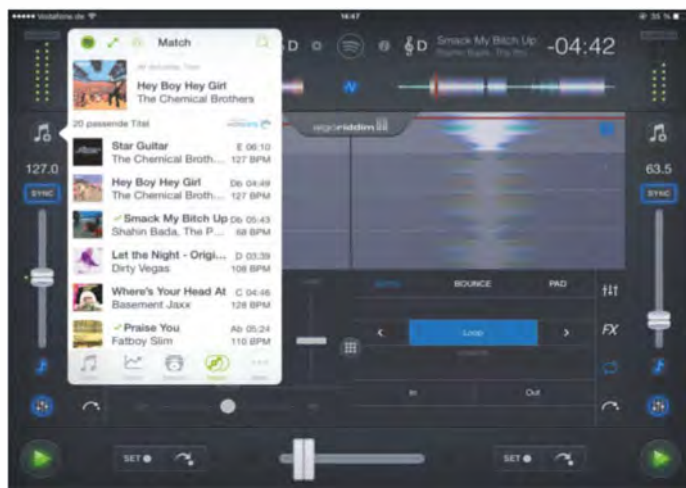 Vodafone.de
16:47
35 %
Match
Hey Boy Hey Girl
The Chemical Brothers
20 passende Titel
Star Guitar E 06:10
The Chemical Broth... 127 BPM
Hey Boy Hey Girl Db 04:49
The Chemical Broth... 127 BPM
Smack My Bitch Up Db 05:43
Shahin Bada, The P... 68 BPM
Let the Night - Origi... D 03:39
Dirty Vegas 108 BPM
Where's Your Head At C 04:46
Basement Jaxx 128 BPM
Praise You Ab 05:24
Fatboy Slim 110 BPM
D
D
Smack My Bitch Up
-04:42
algoriddim
127.0
SYNC
63.5
SYNC
BOUNCE
PAD
Loop
FX
In
Out
SET
SET